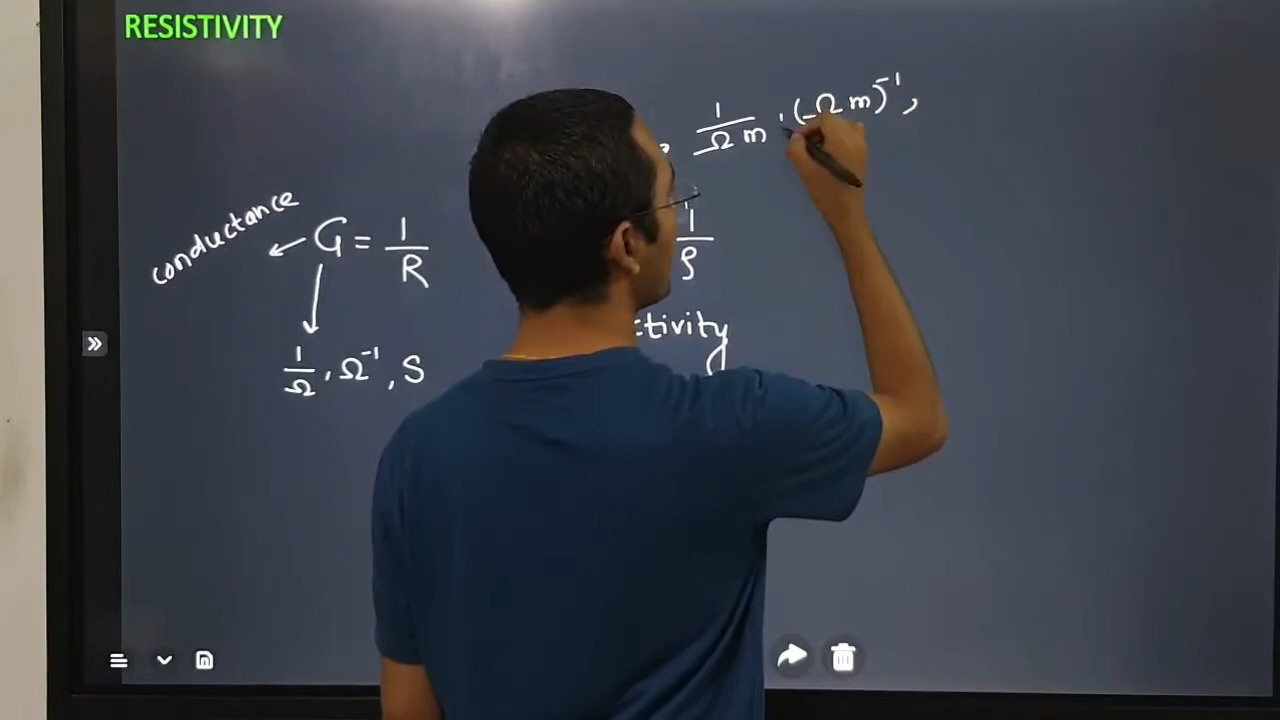 RESISTIVITY
1/Ωm , (Ωm)⁻¹,
conductance ← G = 1/R
1/ρ
ctivity
1/Ω, Ω⁻¹, S